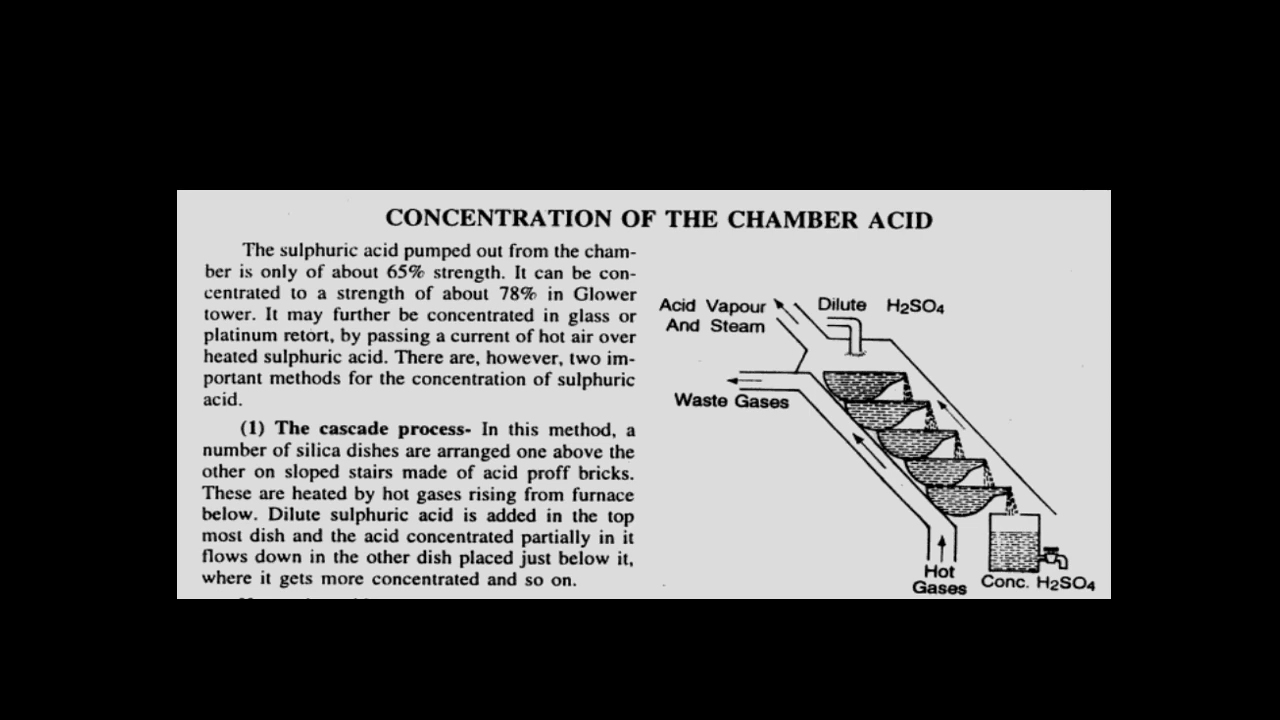 CONCENTRATION OF THE CHAMBER ACID
The sulphuric acid pumped out from the cham-
ber is only of about 65% strength. It can be con-
centrated to a strength of about 78% in Glower
tower. It may further be concentrated in glass or
platinum retort, by passing a current of hot air over
heated sulphuric acid. There are, however, two im-
portant methods for the concentration of sulphuric
acid.
(1) The cascade process- In this method, a
number of silica dishes are arranged one above the
other on sloped stairs made of acid proff bricks.
These are heated by hot gases rising from furnace
below. Dilute sulphuric acid is added in the top
most dish and the acid concentrated partially in it
flows down in the other dish placed just below it,
where it gets more concentrated and so on.
Acid Vapour
And Steam
Dilute H2SO4
Waste Gases
Hot
Gases
Conc. H2SO4